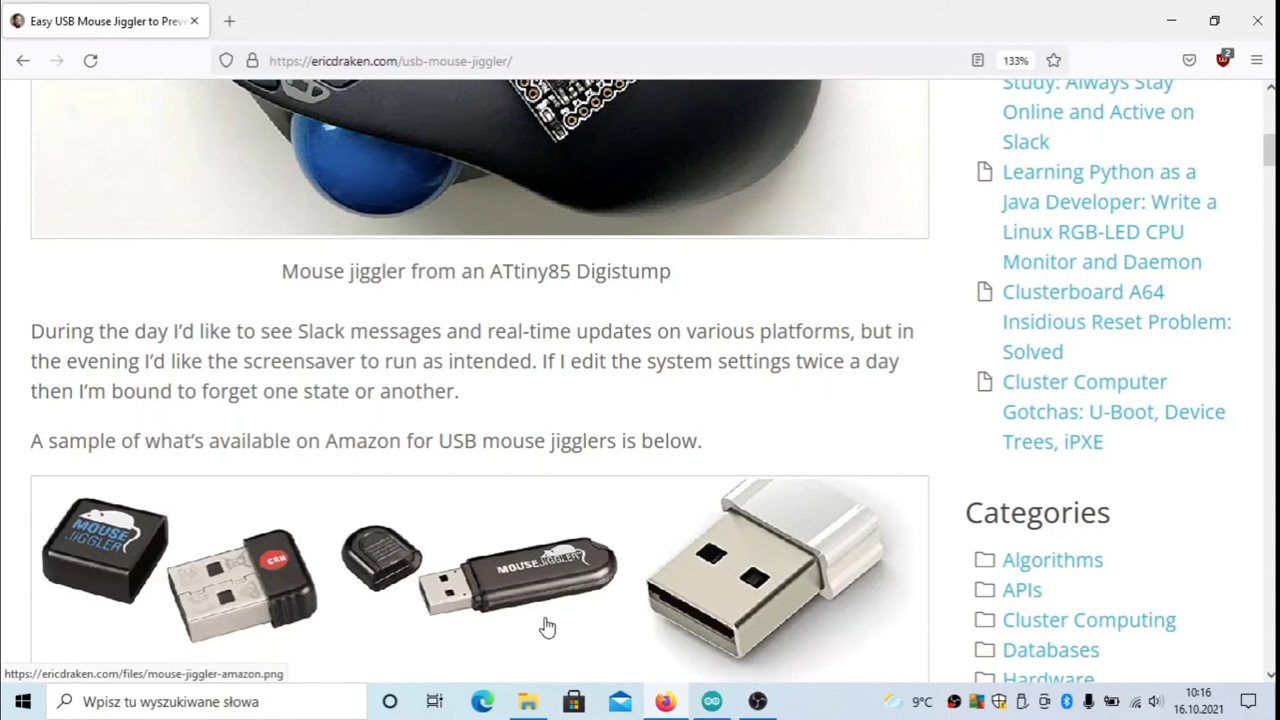 Easy USB Mouse Jiggler to Preve
https://ericdraken.com/usb-mouse-jiggler/
133%
2
Study: Always Stay
Online and Active on
Slack
Learning Python as a
Java Developer: Write a
Linux RGB-LED CPU
Monitor and Daemon
Clusterboard A64
Insidious Reset Problem:
Solved
Cluster Computer
Gotchas: U-Boot, Device
Trees, iPXE
Mouse jiggler from an ATtiny85 Digistump
During the day I’d like to see Slack messages and real-time updates on various platforms, but in
the evening I’d like the screensaver to run as intended. If I edit the system settings twice a day
then I’m bound to forget one state or another.
A sample of what’s available on Amazon for USB mouse jigglers is below.
MOUSE
JIGGLER
CRU
MOUSEJIGGLER
Categories
Algorithms
APIs
Cluster Computing
Databases
Hardware
https://ericdraken.com/files/mouse-jiggler-amazon.png
Wpisz tu wyszukiwane słowa
9°C
10:16
16.10.2021